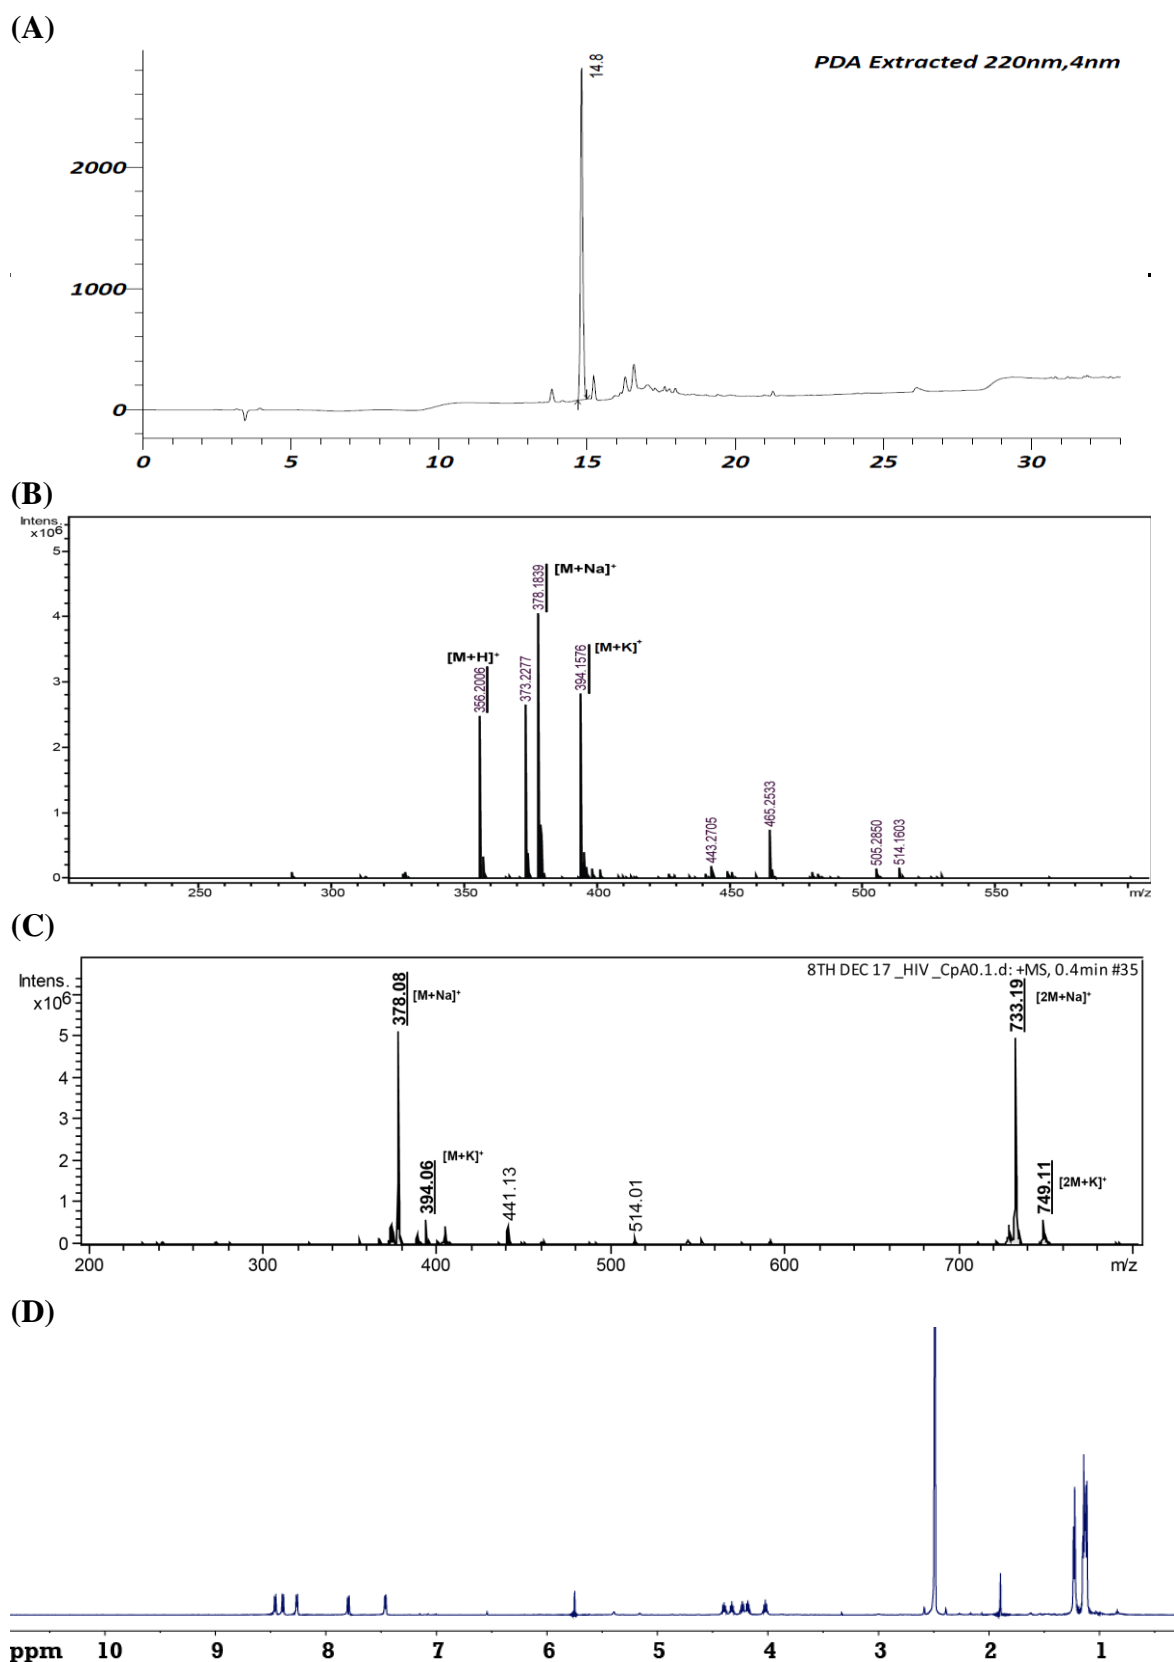 (A)
PDA Extracted 220nm,4nm
14.8
2000
1000
0
0 5 10 15 20 25 30
(B)
Intens.
x10⁶
5
4
3
2
1
0
[M+H]⁺
356.2006
373.2277
378.1839
[M+Na]⁺
394.1576
[M+K]⁺
443.2705
465.2533
505.2850
514.1603
250 300 350 400 450 500 550 m/z
(C)
8TH DEC 17 _HIV _CpA0.1.d: +MS, 0.4min #35
Intens.
x10⁶
5
4
3
2
1
0
378.08
[M+Na]⁺
394.06
[M+K]⁺
441.13
514.01
733.19
[2M+Na]⁺
749.11
[2M+K]⁺
200 300 400 500 600 700 m/z
(D)
ppm 10 9 8 7 6 5 4 3 2 1